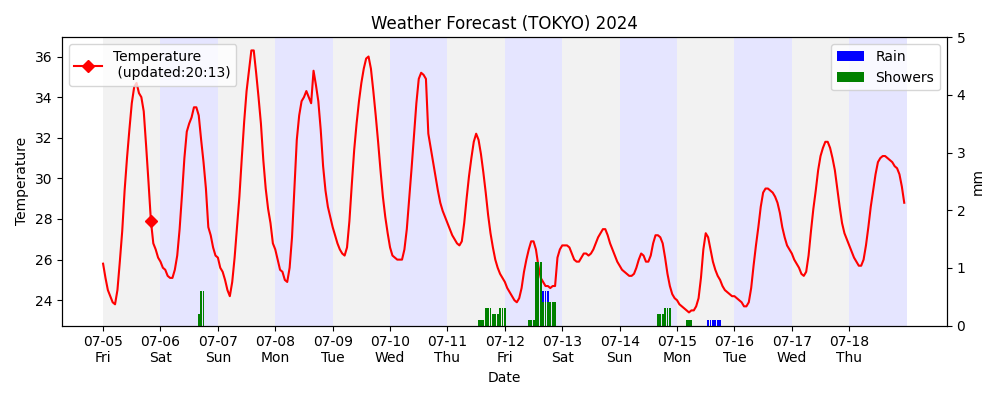 Weather Forecast (TOKYO) 2024
Temperature
(updated:20:13)
Rain
Showers
36
34
32
30
28
26
24
Temperature
5
4
3
2
1
0
mm
07-05 07-06 07-07 07-08 07-09 07-10 07-11 07-12 07-13 07-14 07-15 07-16 07-17 07-18
Fri Sat Sun Mon Tue Wed Thu Fri Sat Sun Mon Tue Wed Thu
Date